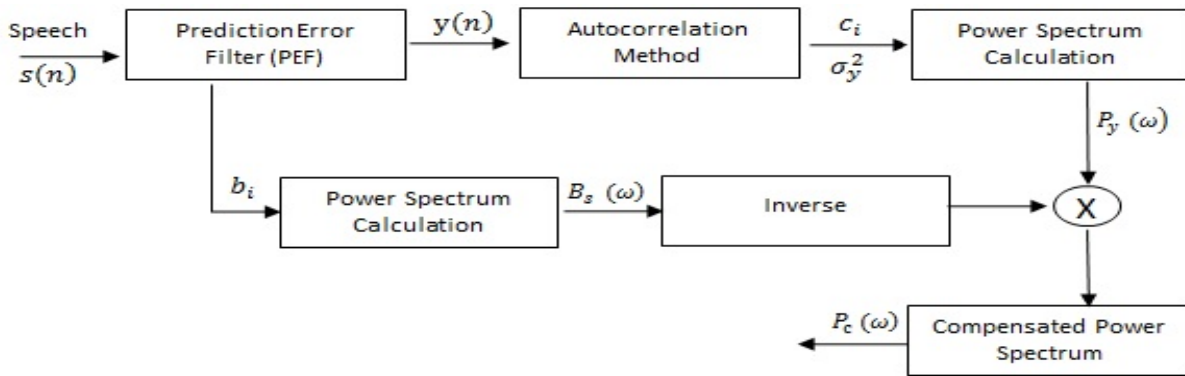 Speech
s(n)
Prediction Error
Filter (PEF)
y(n)
Autocorrelation
Method
c_i
σ_y^2
Power Spectrum
Calculation
P_y (ω)
b_i
Power Spectrum
Calculation
B_s (ω)
Inverse
X
P_c (ω)
Compensated Power
Spectrum